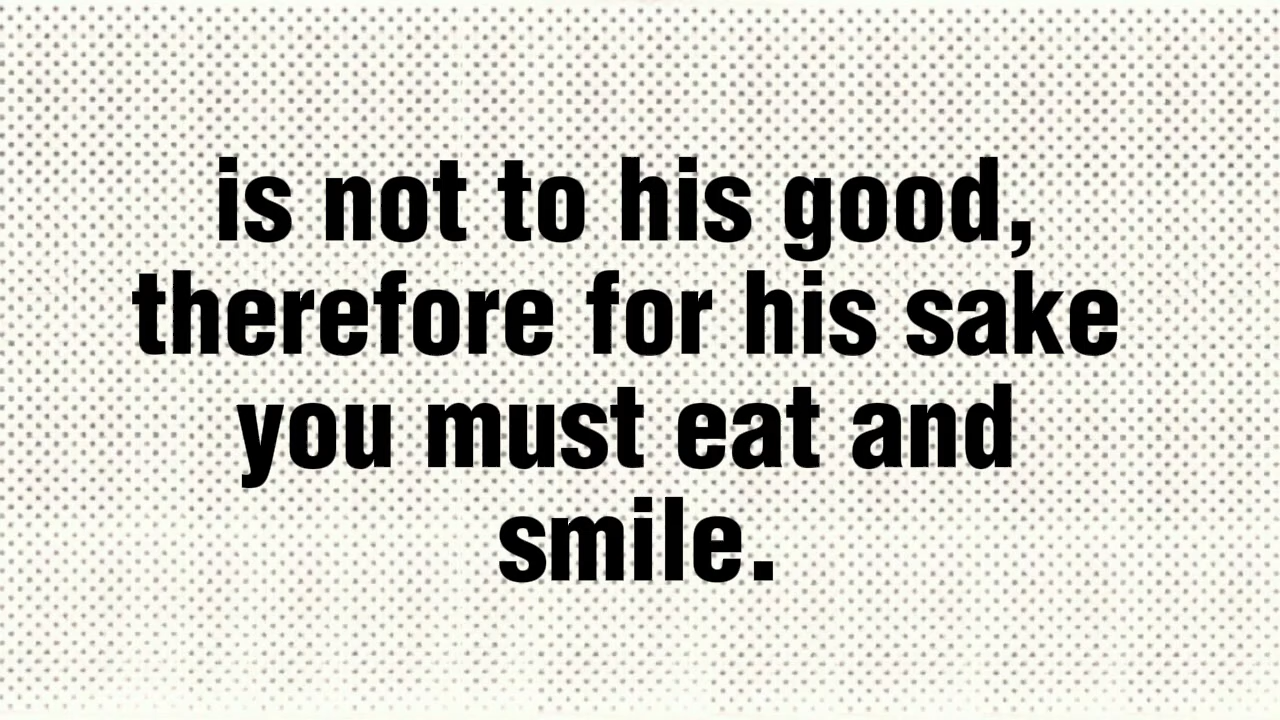 is not to his good,
therefore for his sake
you must eat and
smile.